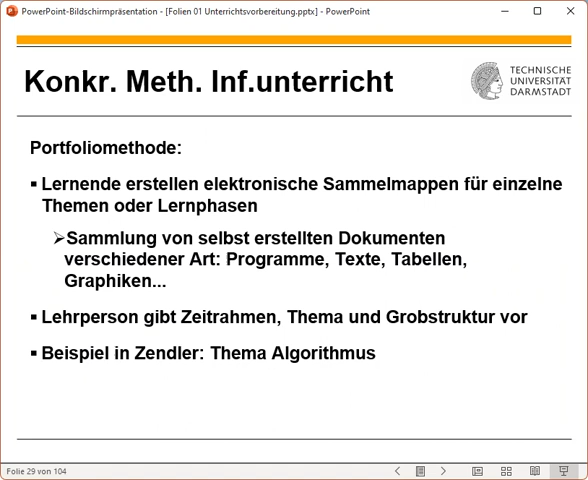 PowerPoint-Bildschirmpräsentation - [Folien 01 Unterrichtsvorbereitung.pptx] - PowerPoint
Konkr. Meth. Inf.unterricht
TECHNISCHE
UNIVERSITÄT
DARMSTADT
Portfoliomethode:
▪ Lernende erstellen elektronische Sammelmappen für einzelne
Themen oder Lernphasen
➢Sammlung von selbst erstellten Dokumenten
verschiedener Art: Programme, Texte, Tabellen,
Graphiken...
▪ Lehrperson gibt Zeitrahmen, Thema und Grobstruktur vor
▪ Beispiel in Zendler: Thema Algorithmus
Folie 29 von 104